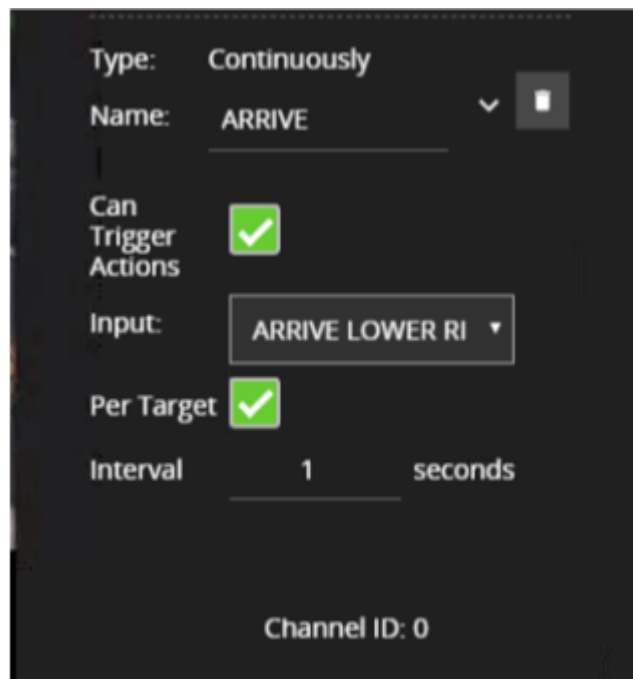 Type: Continuously
Name: ARRIVE
Can
Trigger
Actions
Input: ARRIVE LOWER RI
Per Target
Interval 1 seconds
Channel ID: 0